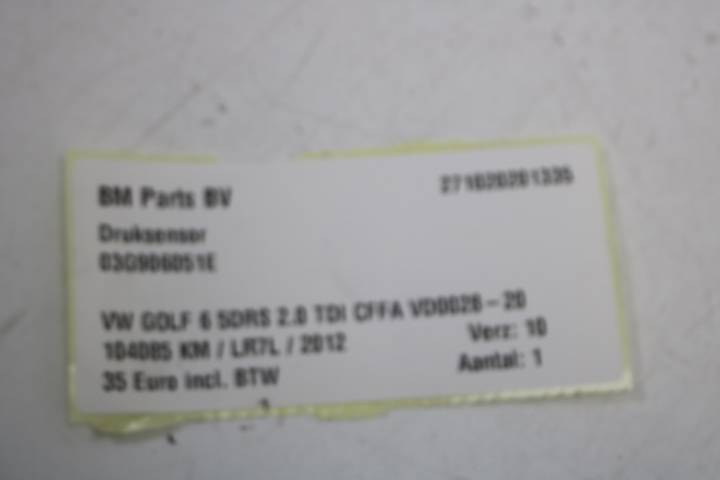 BM Parts BV 271020201335
Druksensor
03G906051E
VW GOLF 6 5DRS 2.0 TDI CFFA VD0028 – 20
104085 KM / LR7L / 2012 Verz: 10
35 Euro incl. BTW Aantal: 1